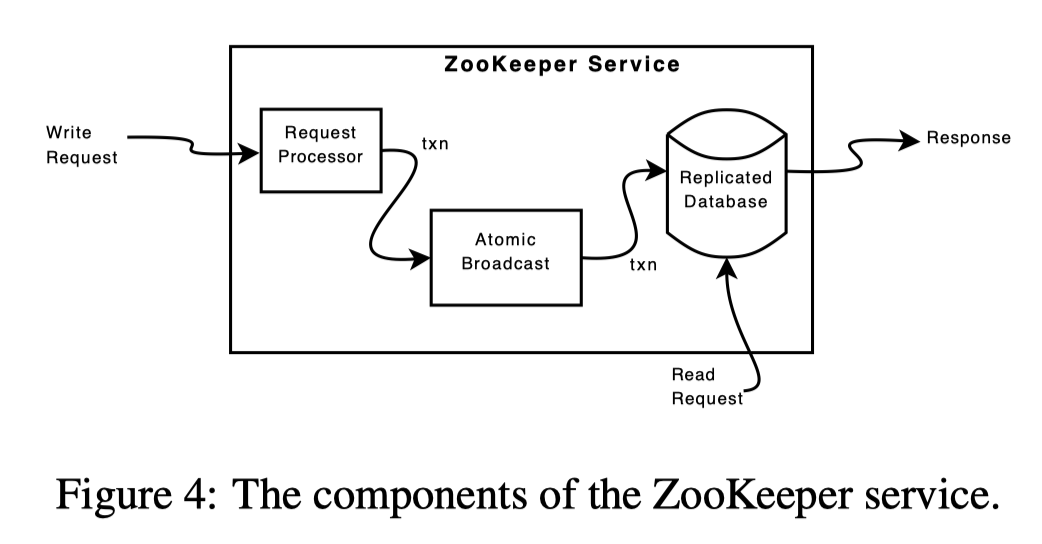 ZooKeeper Service
Write
Request
Request
Processor
txn
Atomic
Broadcast
txn
Replicated
Database
Response
Read
Request
Figure 4: The components of the ZooKeeper service.